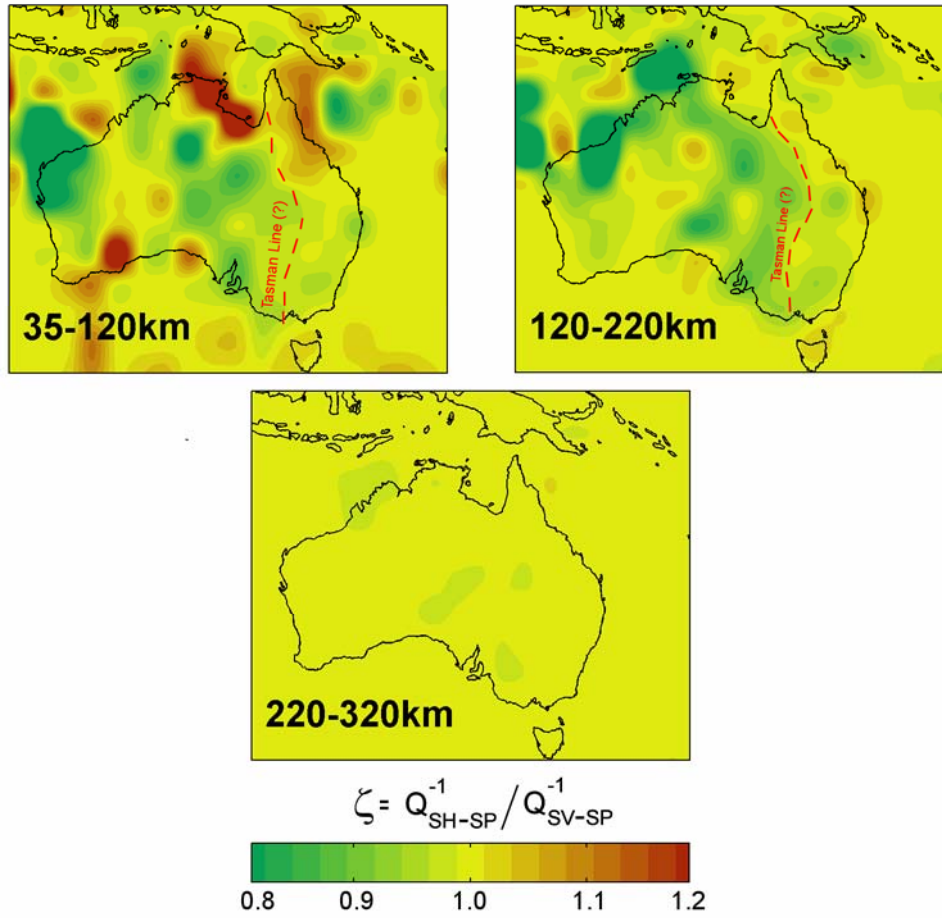 Tasman Line (?)
35-120km
Tasman Line (?)
120-220km
220-320km
ζ = Q⁻¹SH-SP / Q⁻¹SV-SP
0.8 0.9 1.0 1.1 1.2